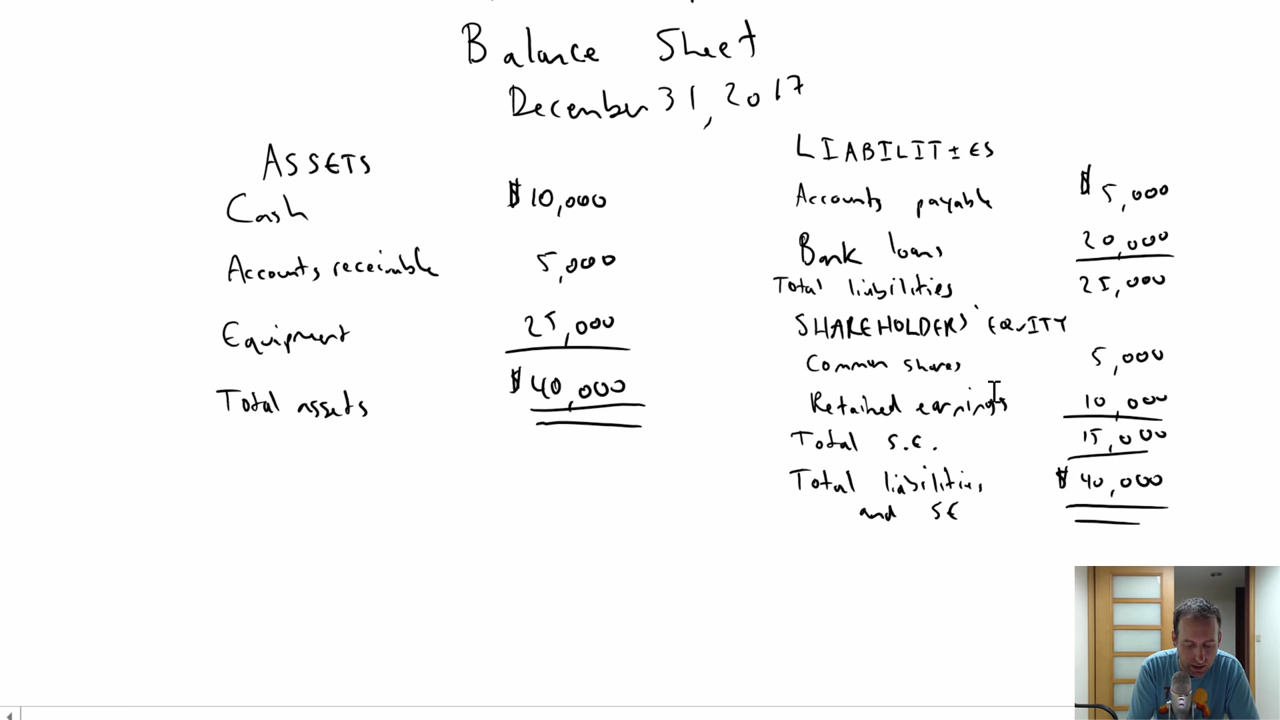 Balance Sheet
December 31, 2017
ASSETS
Cash $ 10,000
Accounts receivable 5,000
Equipment 25,000
Total assets $ 40,000
LIABILITIES
Accounts payable $ 5,000
Bank loans 20,000
Total liabilities 25,000
SHAREHOLDERS' EQUITY
Common shares 5,000
Retained earnings 10,000
Total S.E. 15,000
Total liabilities $ 40,000
and SE